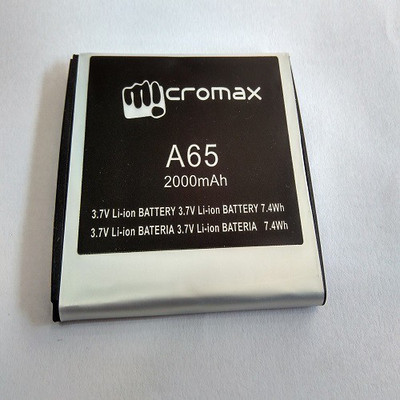 micromax
A65
2000mAh
3.7V Li-ion BATTERY 3.7V Li-ion BATTERY 7.4Wh
3.7V Li-ion BATERIA 3.7V Li-ion BATERIA 7.4Wh